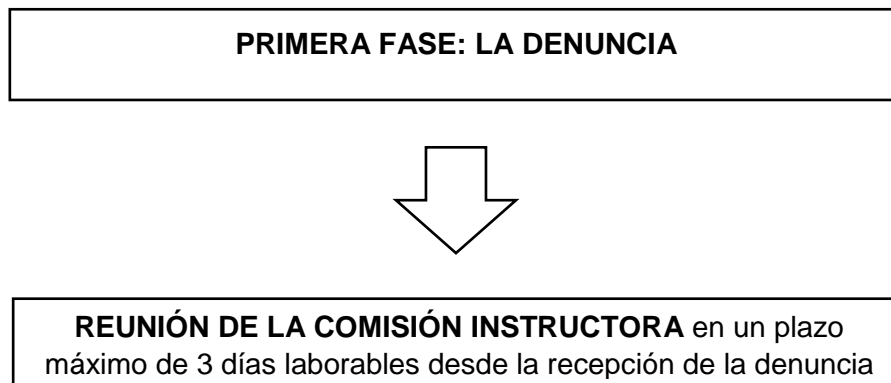 PRIMERA FASE: LA DENUNCIA
REUNIÓN DE LA COMISIÓN INSTRUCTORA en un plazo
máximo de 3 días laborables desde la recepción de la denuncia